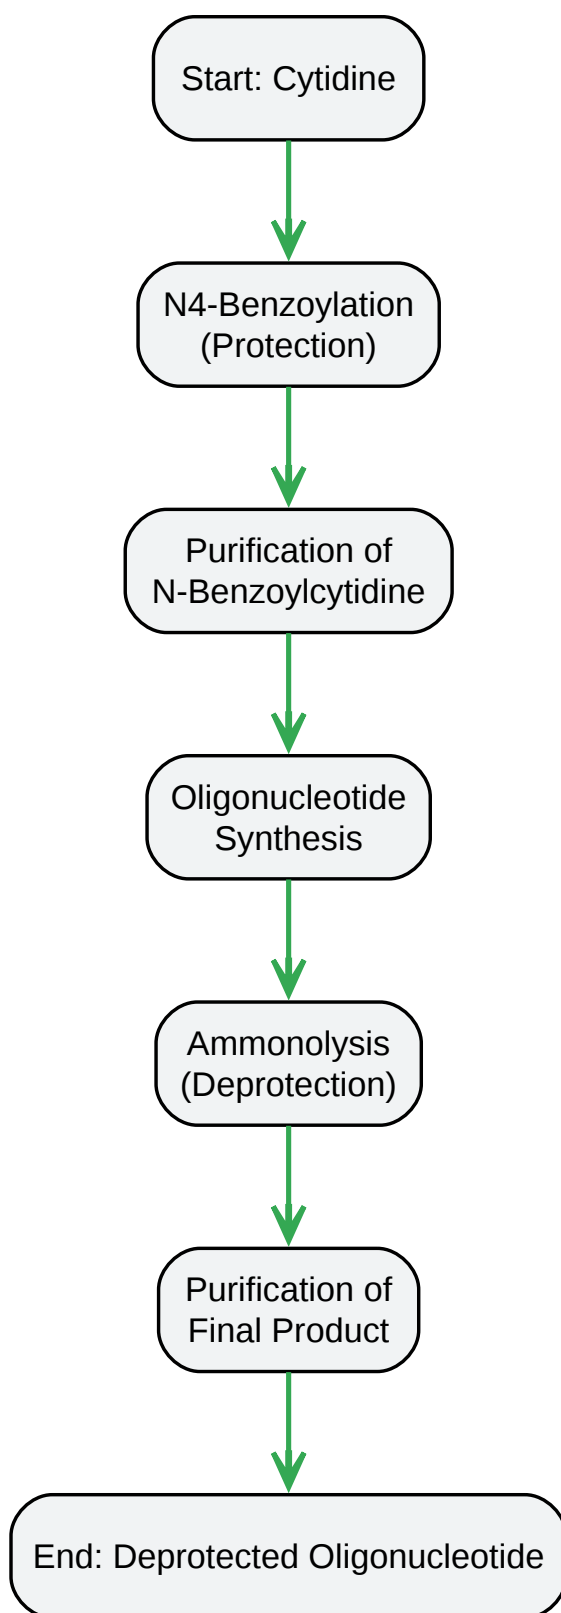 Start: Cytidine
N4-Benzoylation
(Protection)
Purification of
N-Benzoylcytidine
Oligonucleotide
Synthesis
Ammonolysis
(Deprotection)
Purification of
Final Product
End: Deprotected Oligonucleotide